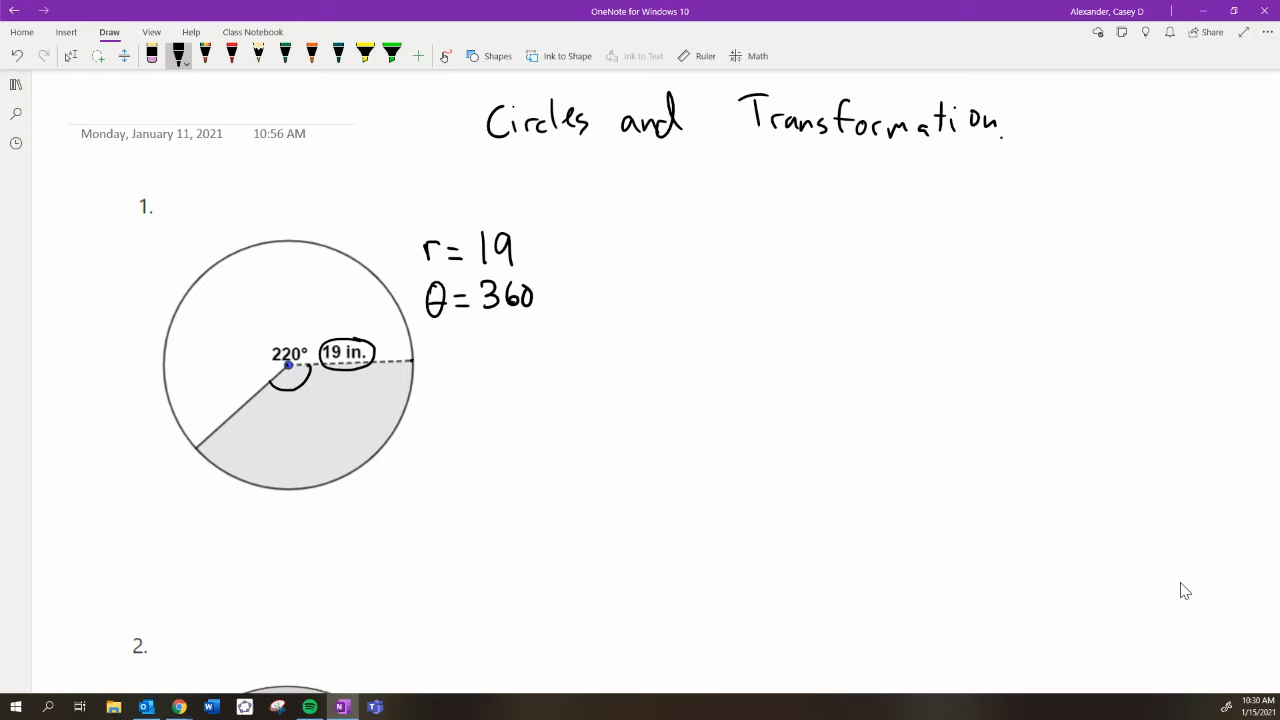 OneNote for Windows 10
Alexander, Casey D
Home Insert Draw View Help Class Notebook
Share
Shapes Ink to Shape Ink to Text Ruler Math
Circles and Transformation.
Monday, January 11, 2021 10:56 AM
1.
r = 19
θ = 360
220° 19 in.
2.
10:30 AM
1/15/2021